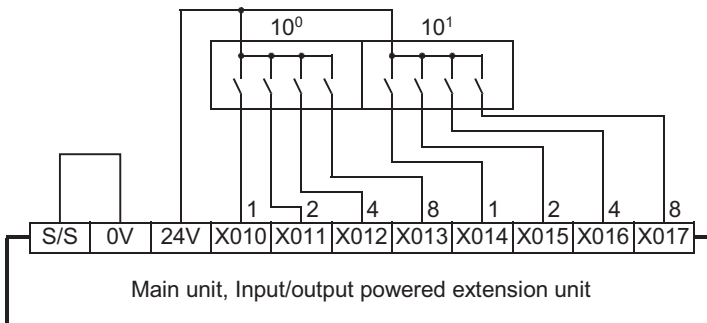 10⁰ 10¹
1 2 4 8 1 2 4 8
S/S 0V 24V X010 X011 X012 X013 X014 X015 X016 X017
Main unit, Input/output powered extension unit